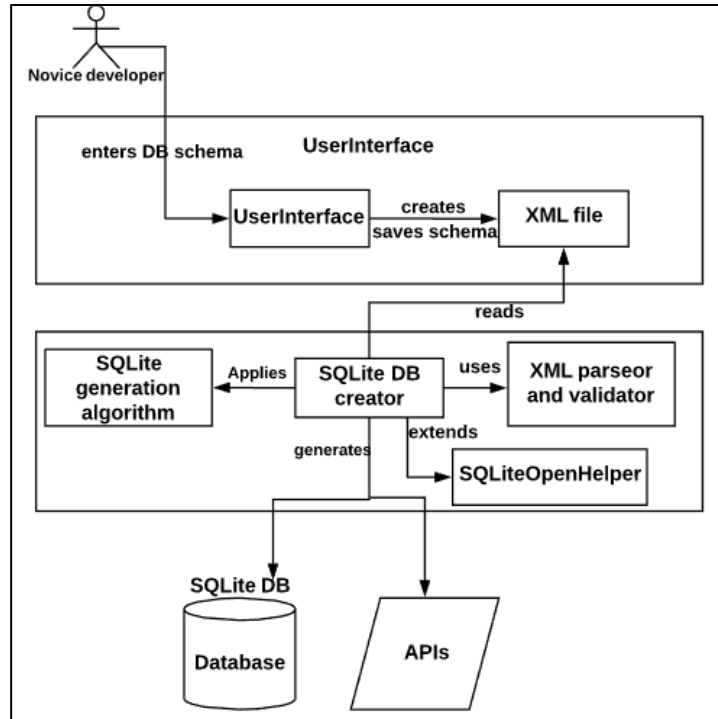 Novice developer
enters DB schema
UserInterface
UserInterface
creates
saves schema
XML file
reads
SQLite
generation
algorithm
Applies
SQLite DB
creator
uses
XML parseor
and validator
generates
extends
SQLiteOpenHelper
SQLite DB
Database
APIs